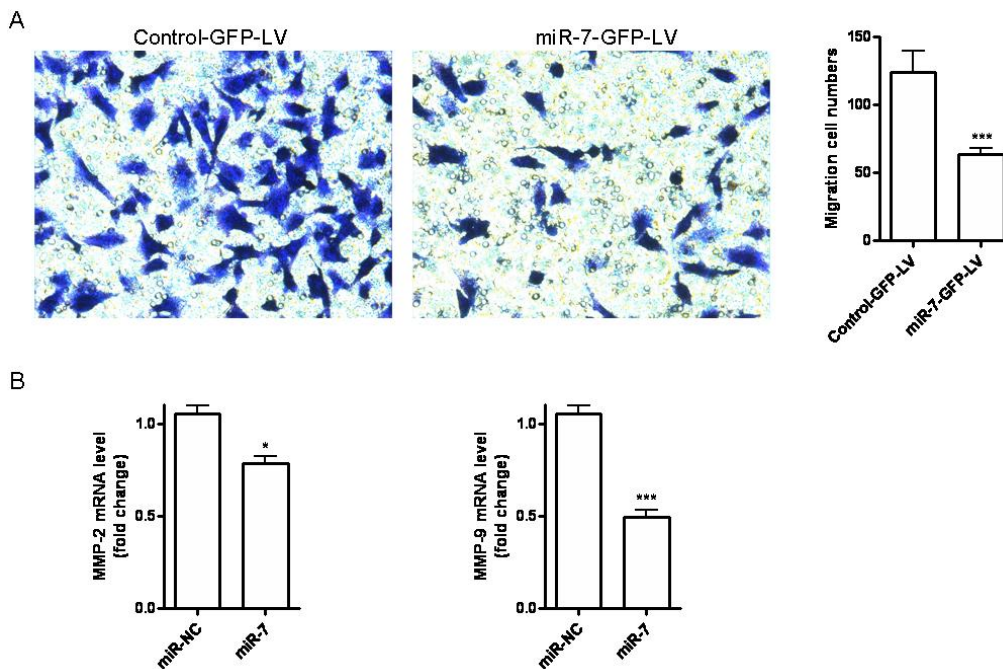 A
Control-GFP-LV
miR-7-GFP-LV
Migration cell numbers
150
100
50
0
***
Control-GFP-LV
miR-7-GFP-LV
B
MMP-2 mRNA level
(fold change)
1.0
0.5
0.0
*
miR-NC
miR-7
MMP-9 mRNA level
(fold change)
1.0
0.5
0.0
***
miR-NC
miR-7